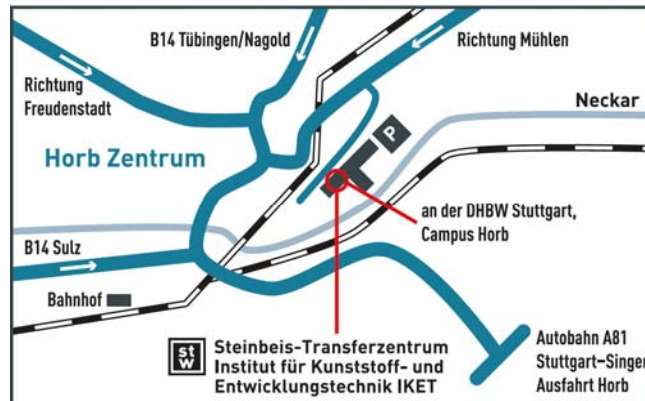 B14 Tübingen/Nagold
Richtung Mühlen
Richtung
Freudenstadt
Neckar
P
Horb Zentrum
an der DHBW Stuttgart,
Campus Horb
B14 Sulz
Bahnhof
stw
Steinbeis-Transferzentrum
Institut für Kunststoff- und
Entwicklungstechnik IKET
Autobahn A81
Stuttgart–Singen
Ausfahrt Horb